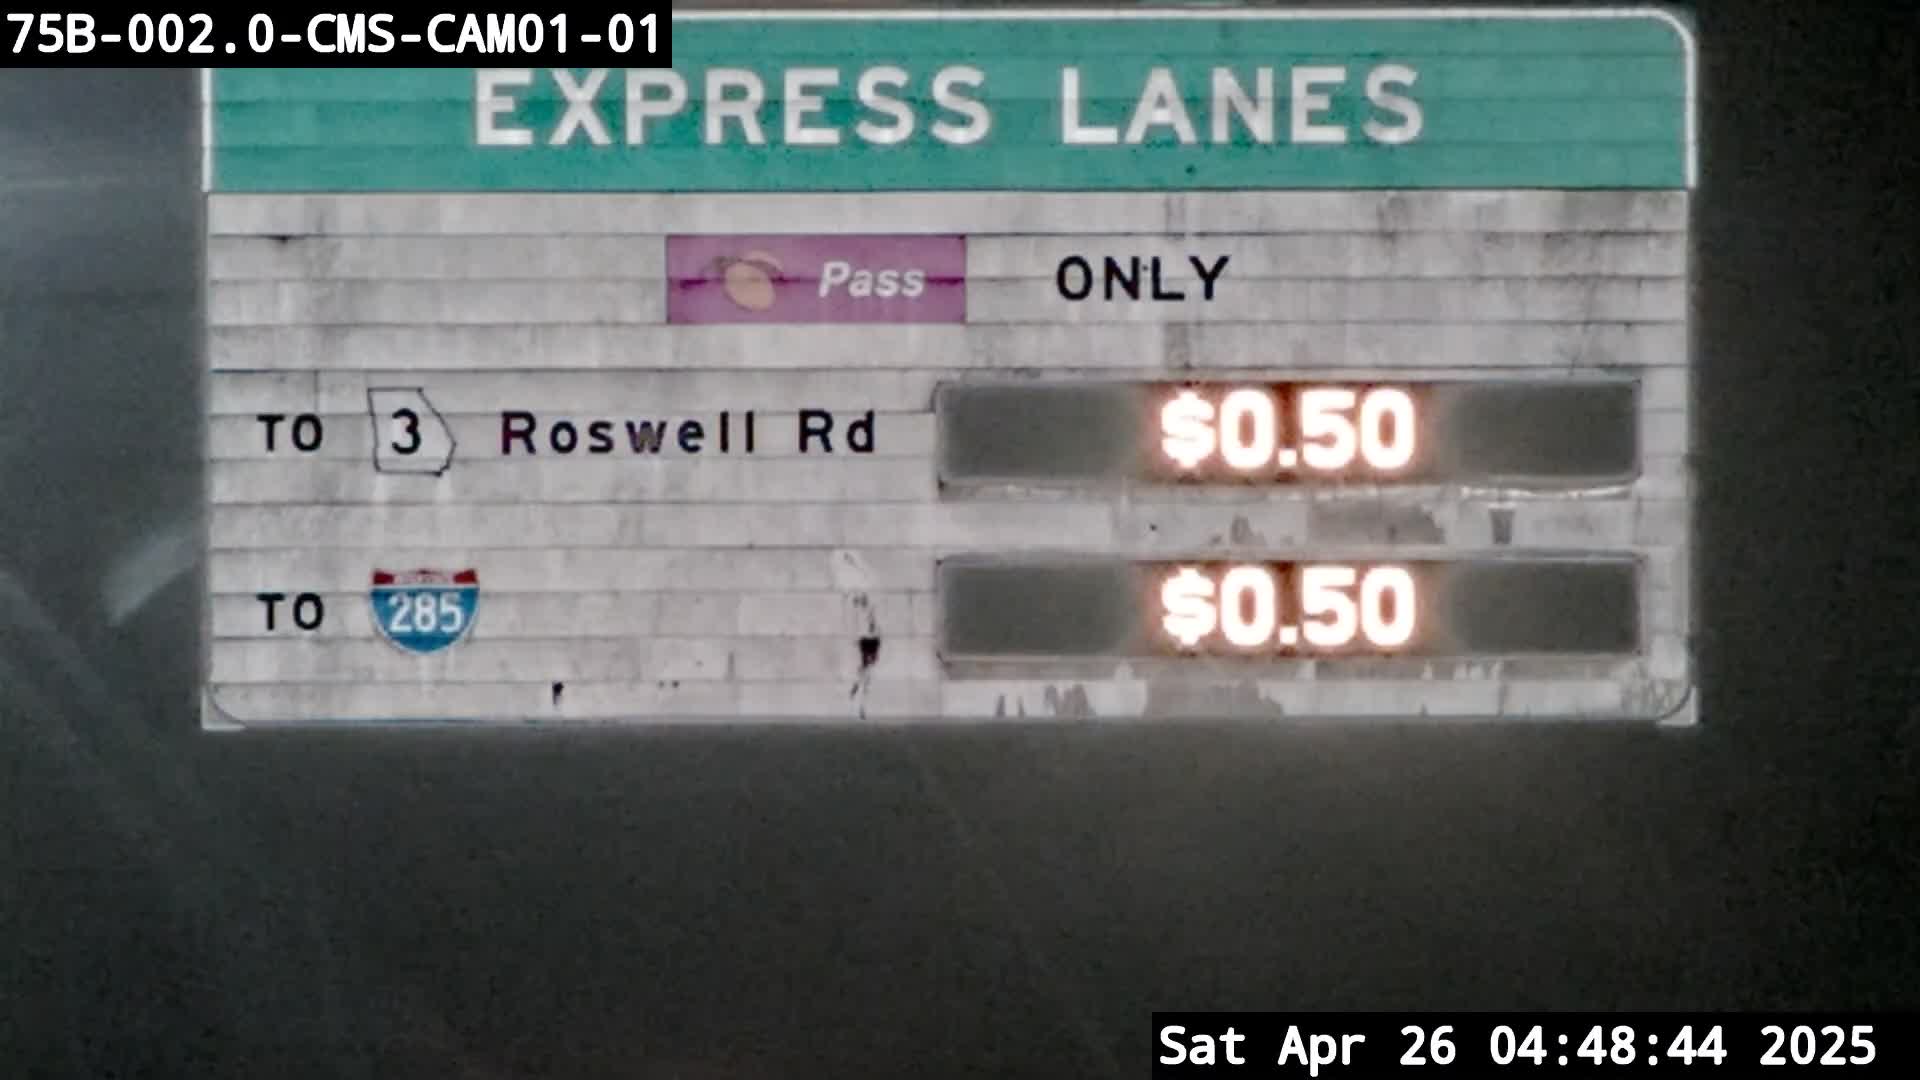 75B-002.0-CMS-CAM01-01
EXPRESS LANES
Pass ONLY
TO 3 Roswell Rd $0.50
TO 285 $0.50
Sat Apr 26 04:48:44 2025